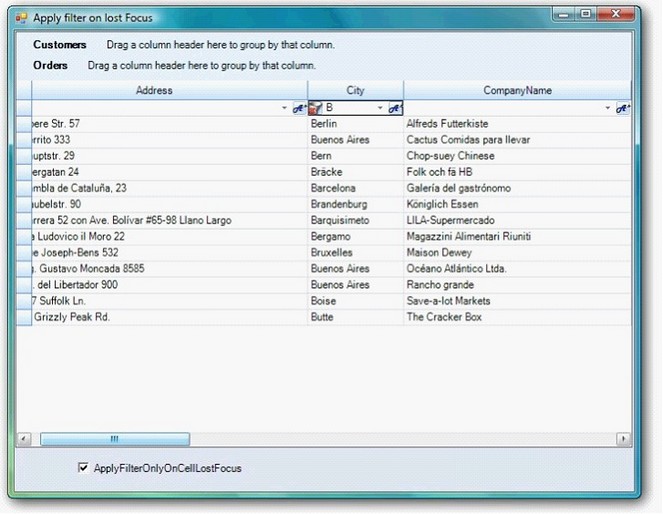 Apply filter on lost Focus
Customers Drag a column header here to group by that column.
Orders Drag a column header here to group by that column.
Address City CompanyName
B
ere Str. 57 Berlin Alfreds Futterkiste
rrito 333 Buenos Aires Cactus Comidas para llevar
uptstr. 29 Bern Chop-suey Chinese
ergatan 24 Bräcke Folk och fä HB
mbla de Cataluña, 23 Barcelona Galería del gastrónomo
ubelstr. 90 Brandenburg Königlich Essen
rrera 52 con Ave. Bolívar #65-98 Llano Largo Barquisimeto LILA-Supermercado
a Ludovico il Moro 22 Bergamo Magazzini Alimentari Riuniti
e Joseph-Bens 532 Bruxelles Maison Dewey
. Gustavo Moncada 8585 Buenos Aires Océano Atlántico Ltda.
. del Libertador 900 Buenos Aires Rancho grande
7 Suffolk Ln. Boise Save-a-lot Markets
Grizzly Peak Rd. Butte The Cracker Box
ApplyFilterOnlyOnCellLostFocus